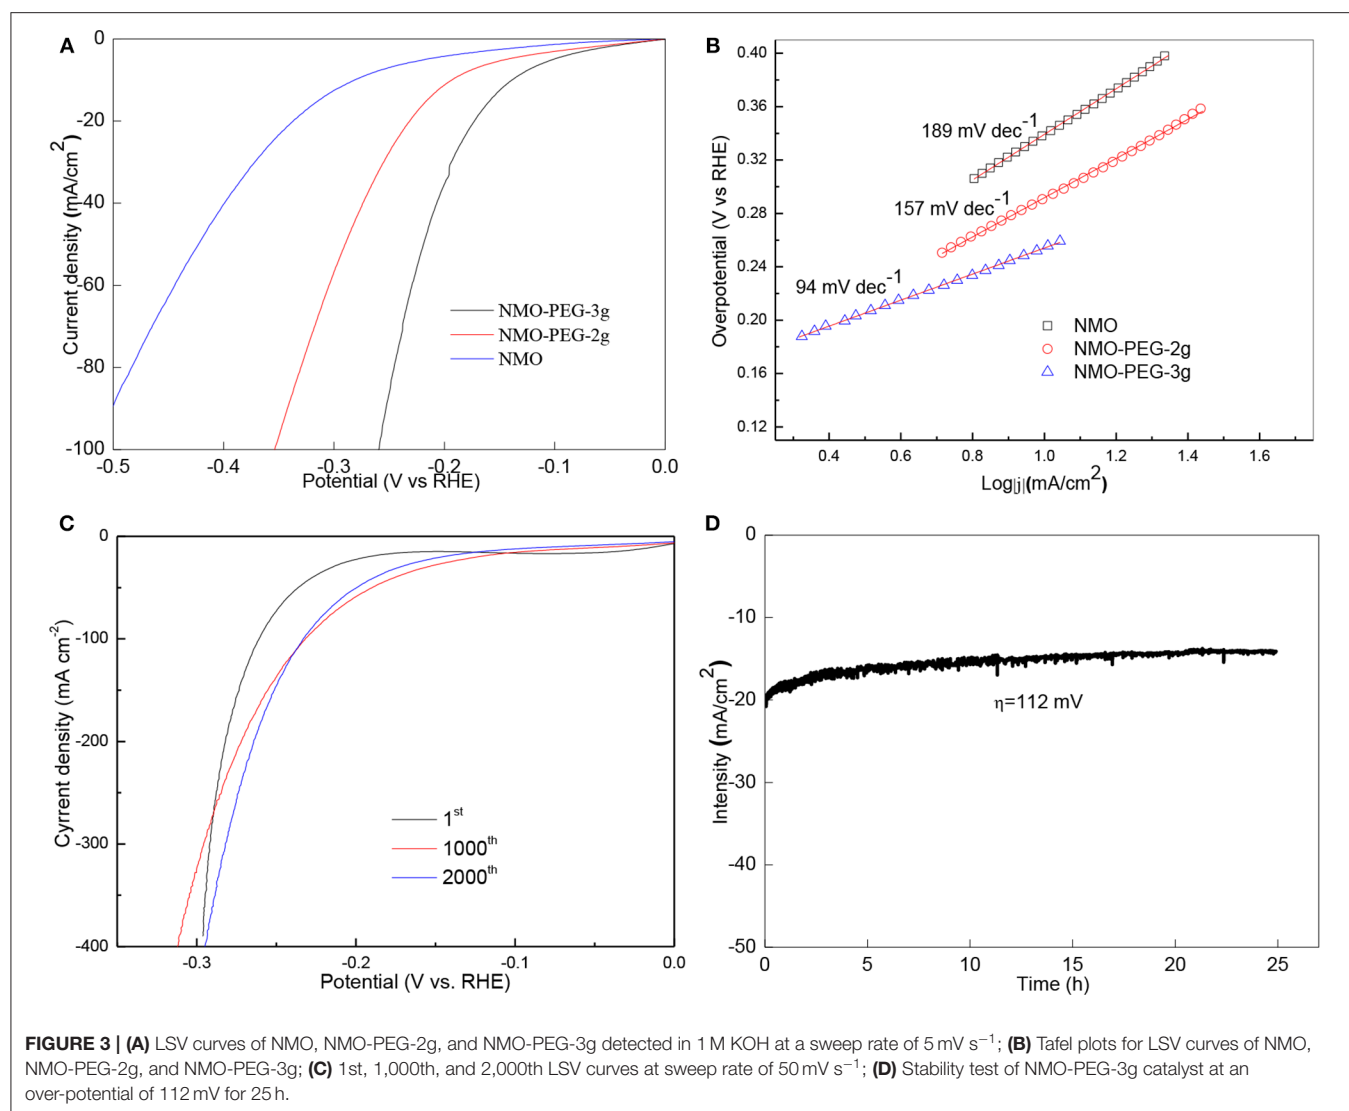 A
0
-20
-40
-60
-80
-100
-0.5
-0.4
-0.3
-0.2
-0.1
0.0
Current density (mA/cm²)
Potential (V vs RHE)
NMO-PEG-3g
NMO-PEG-2g
NMO
B
0.40
0.36
0.32
0.28
0.24
0.20
0.16
0.12
0.4
0.6
0.8
1.0
1.2
1.4
1.6
Overpotential (V vs RHE)
Log|j|(mA/cm²)
189 mV dec⁻¹
157 mV dec⁻¹
94 mV dec⁻¹
NMO
NMO-PEG-2g
NMO-PEG-3g
C
0
-100
-200
-300
-400
-0.3
-0.2
-0.1
0.0
Cyrrent density (mA cm⁻²)
Potential (V vs. RHE)
1ˢᵗ
1000ᵗʰ
2000ᵗʰ
D
0
-10
-20
-30
-40
-50
0
5
10
15
20
25
Intensity (mA/cm²)
Time (h)
η=112 mV
FIGURE 3 | (A) LSV curves of NMO, NMO-PEG-2g, and NMO-PEG-3g detected in 1 M KOH at a sweep rate of 5 mV s⁻¹; (B) Tafel plots for LSV curves of NMO,
NMO-PEG-2g, and NMO-PEG-3g; (C) 1st, 1,000th, and 2,000th LSV curves at sweep rate of 50 mV s⁻¹; (D) Stability test of NMO-PEG-3g catalyst at an
over-potential of 112 mV for 25 h.